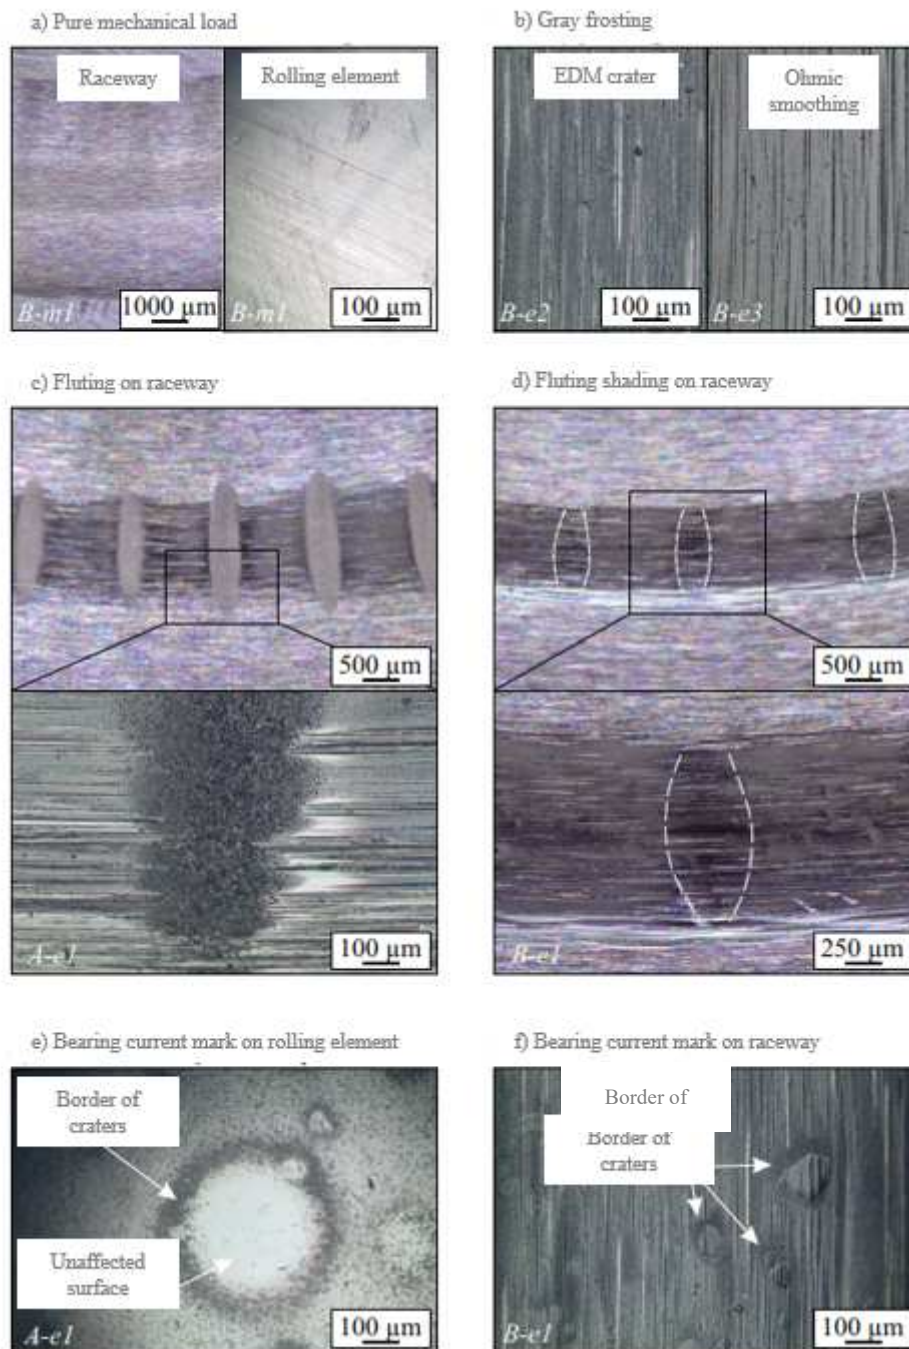 a) Pure mechanical load
Raceway
Rolling element
B-m1
1000 µm
B-m1
100 µm
b) Gray frosting
EDM crater
Ohmic
smoothing
B-e2
100 µm
B-e3
100 µm
c) Fluting on raceway
500 µm
A-e1
100 µm
d) Fluting shading on raceway
500 µm
B-e1
250 µm
e) Bearing current mark on rolling element
Border of
craters
Unaffected
surface
A-e1
100 µm
f) Bearing current mark on raceway
Border of
Border of
craters
B-e1
100 µm